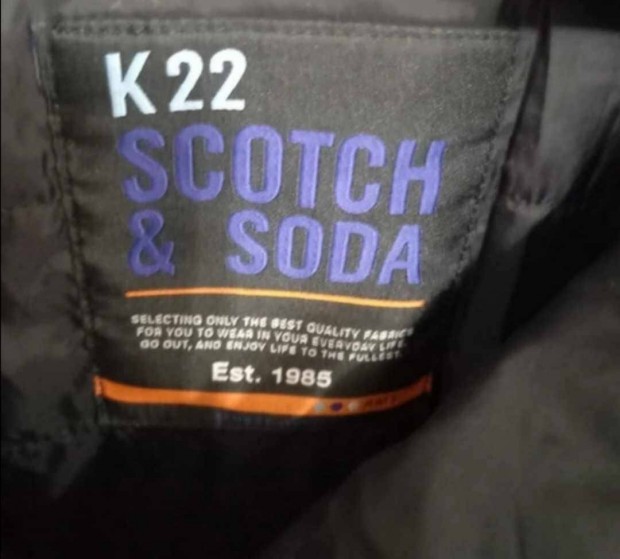 K 22
SCOTCH
& SODA
SELECTING ONLY THE BEST QUALITY FABRICS
FOR YOU TO WEAR IN YOUR EVERYDAY LIFE,
GO OUT, AND ENJOY LIFE TO THE FULLEST.
Est. 1985